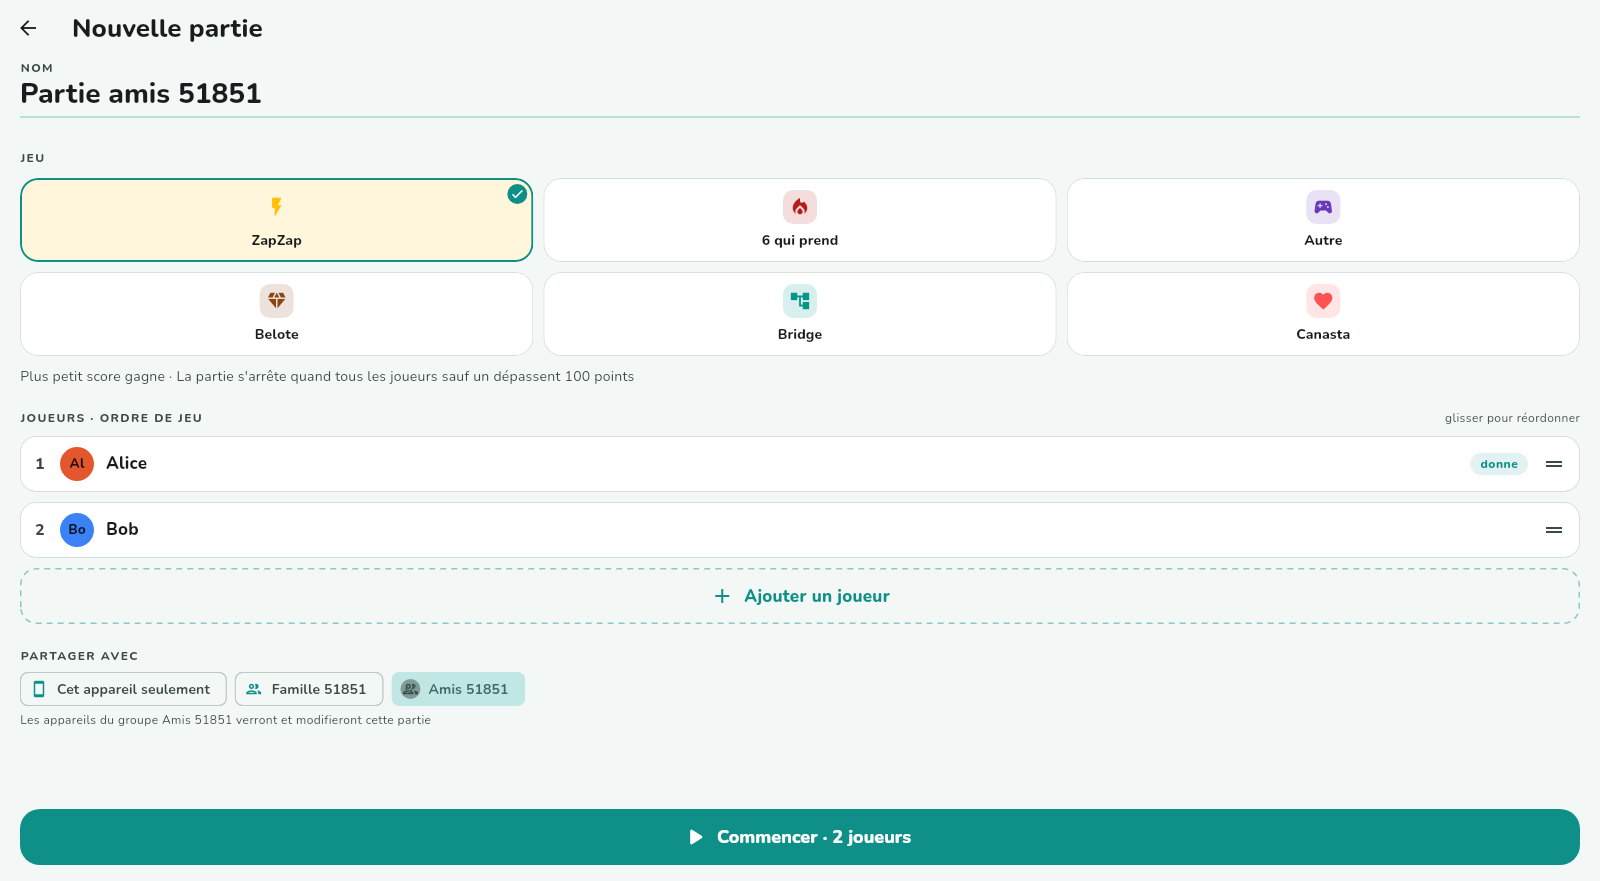 Nouvelle partie
NOM
Partie amis 51851
JEU
ZapZap
6 qui prend
Autre
Belote
Bridge
Canasta
Plus petit score gagne · La partie s'arrête quand tous les joueurs sauf un dépassent 100 points
JOUEURS · ORDRE DE JEU
glisser pour réordonner
1 Al Alice donne
2 Bo Bob
Ajouter un joueur
PARTAGER AVEC
Cet appareil seulement
Famille 51851
Amis 51851
Les appareils du groupe Amis 51851 verront et modifieront cette partie
Commencer · 2 joueurs